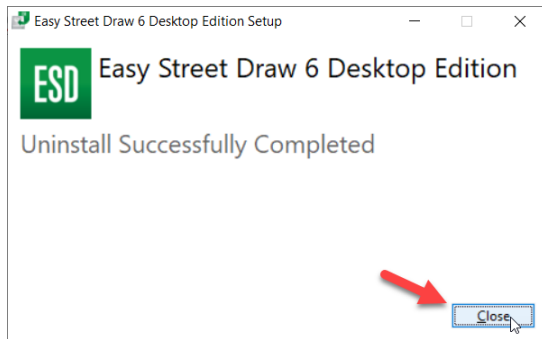 Easy Street Draw 6 Desktop Edition Setup
ESD
Easy Street Draw 6 Desktop Edition
Uninstall Successfully Completed
Close